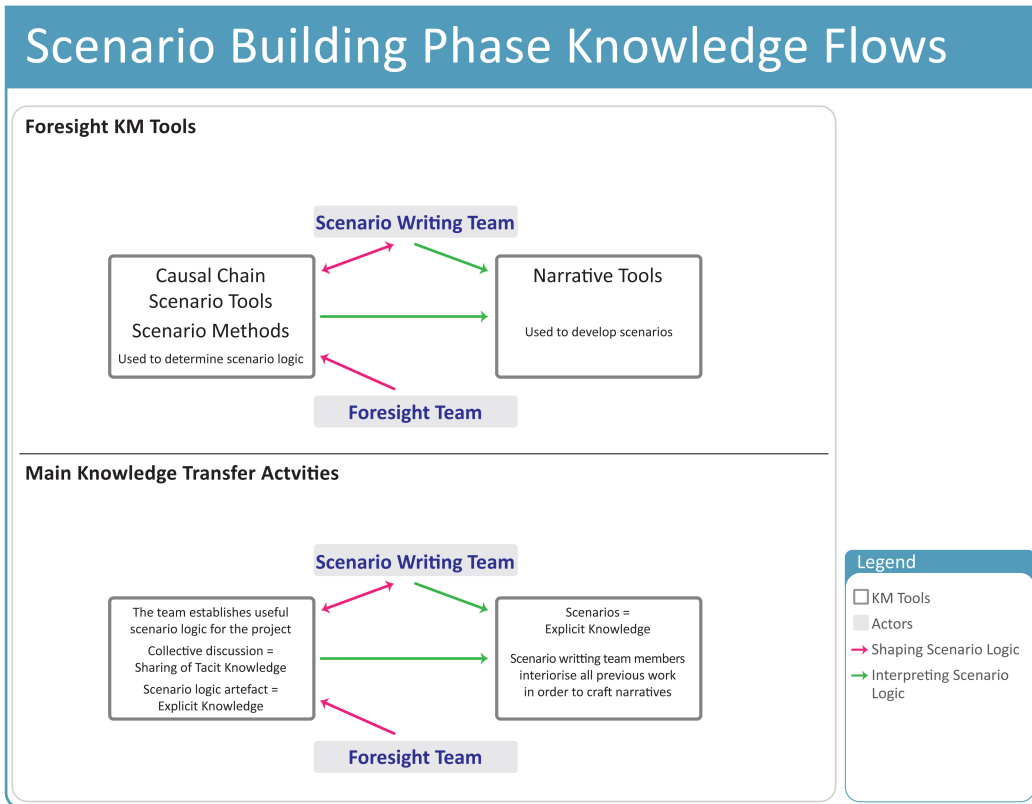 Scenario Building Phase Knowledge Flows
Foresight KM Tools
Scenario Writing Team
Causal Chain
Scenario Tools
Scenario Methods
Used to determine scenario logic
Narrative Tools
Used to develop scenarios
Foresight Team
Main Knowledge Transfer Actvities
Scenario Writing Team
The team establishes useful
scenario logic for the project
Collective discussion =
Sharing of Tacit Knowledge
Scenario logic artefact =
Explicit Knowledge
Scenarios =
Explicit Knowledge
Scenario writting team members
interiorise all previous work
in order to craft narratives
Foresight Team
Legend
KM Tools
Actors
Shaping Scenario Logic
Interpreting Scenario
Logic